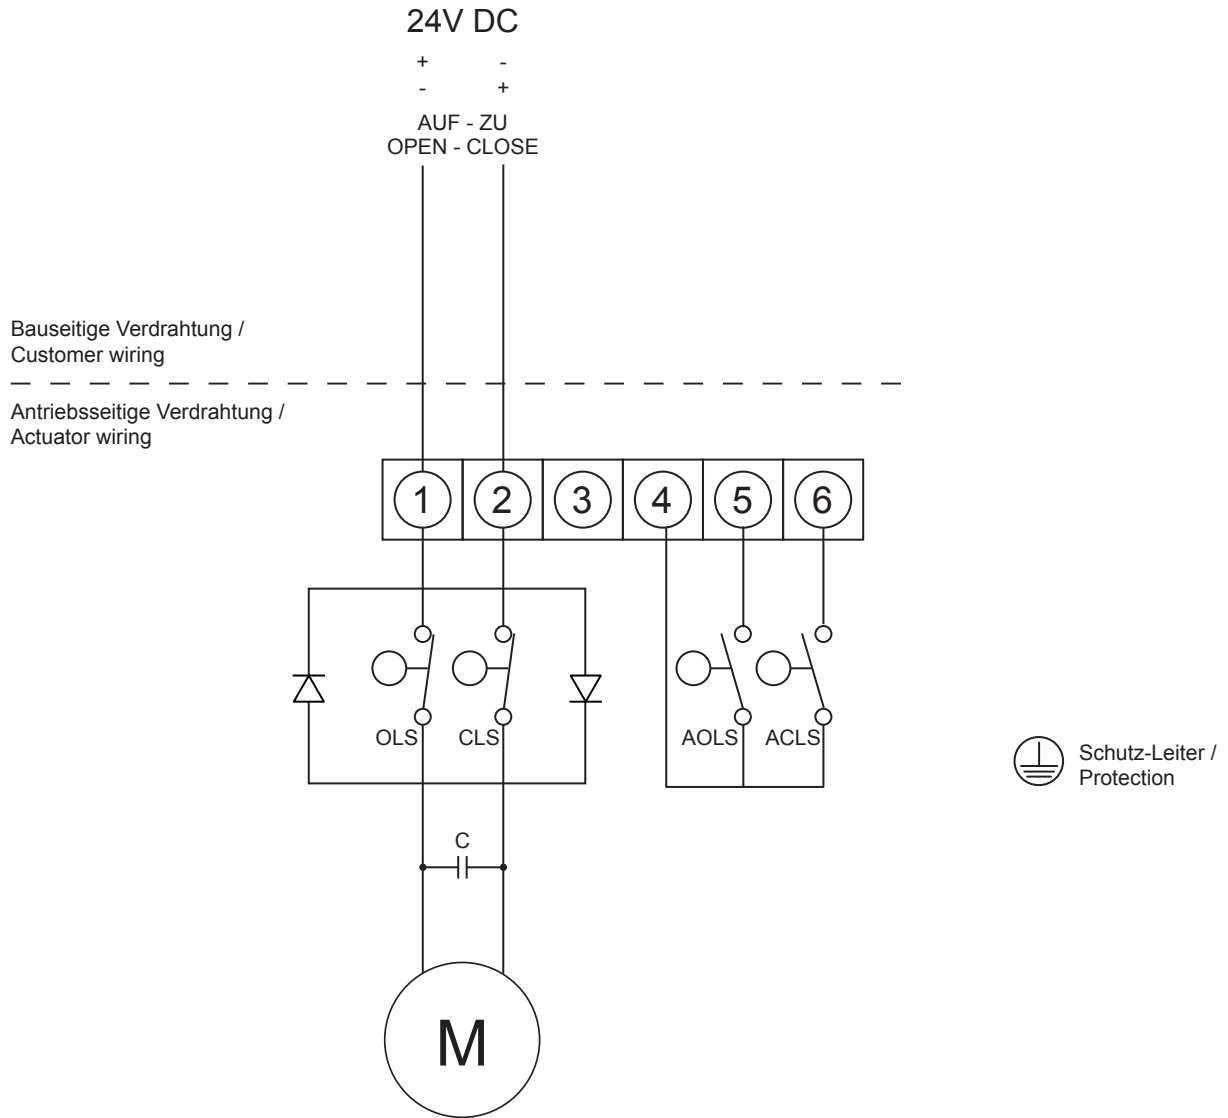 24V DC
+ -
- +
AUF - ZU
OPEN - CLOSE
Bauseitige Verdrahtung /
Customer wiring
Antriebsseitige Verdrahtung /
Actuator wiring
1 2 3 4 5 6
OLS CLS AOLS ACLS
Schutz-Leiter /
Protection
C
M